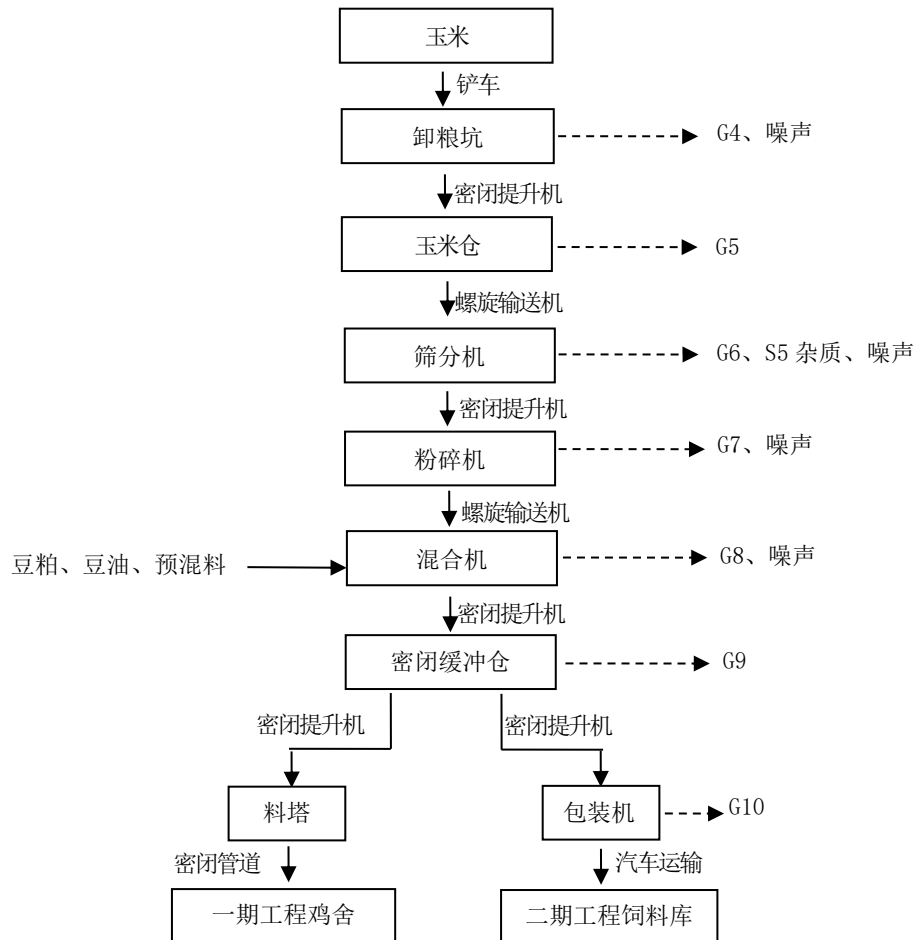 玉米
铲车
卸粮坑
G4、噪声
密闭提升机
玉米仓
G5
螺旋输送机
筛分机
G6、S5 杂质、噪声
密闭提升机
粉碎机
G7、噪声
螺旋输送机
豆粕、豆油、预混料
混合机
G8、噪声
密闭提升机
密闭缓冲仓
G9
密闭提升机
密闭提升机
料塔
包装机
G10
密闭管道
汽车运输
一期工程鸡舍
二期工程饲料库